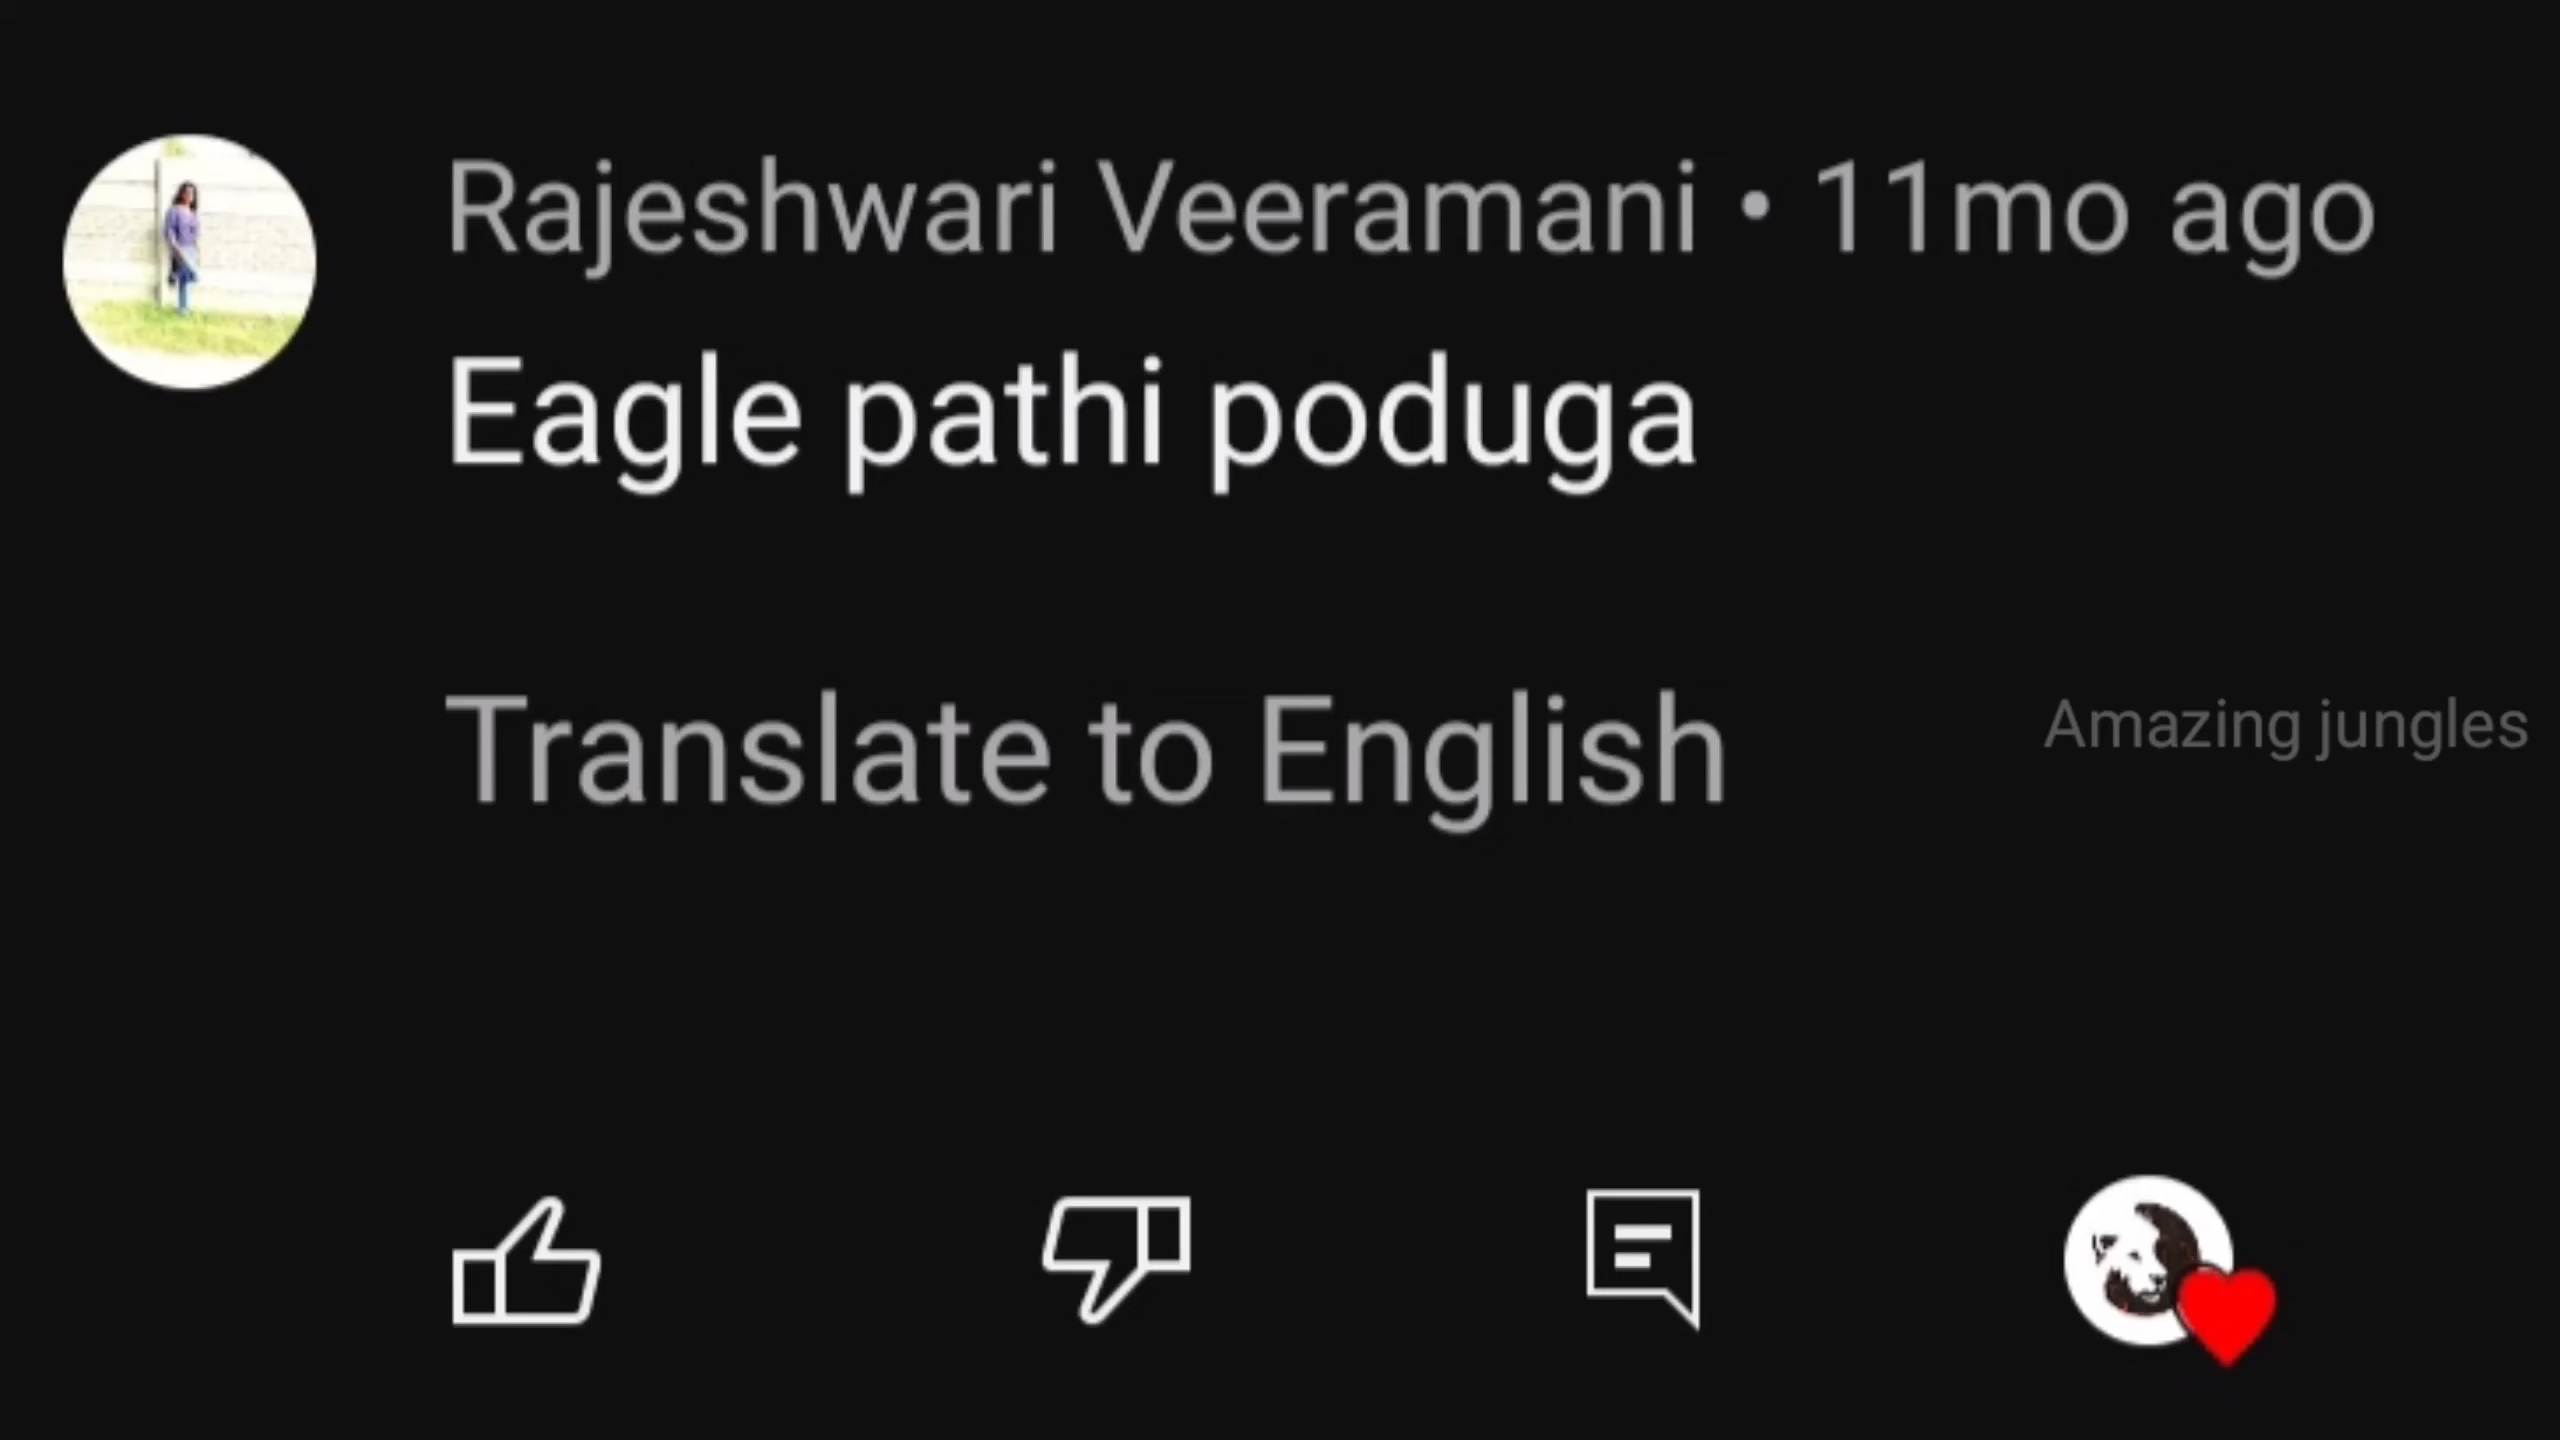 Rajeshwari Veeramani • 11mo ago
Eagle pathi poduga
Translate to English
Amazing jungles